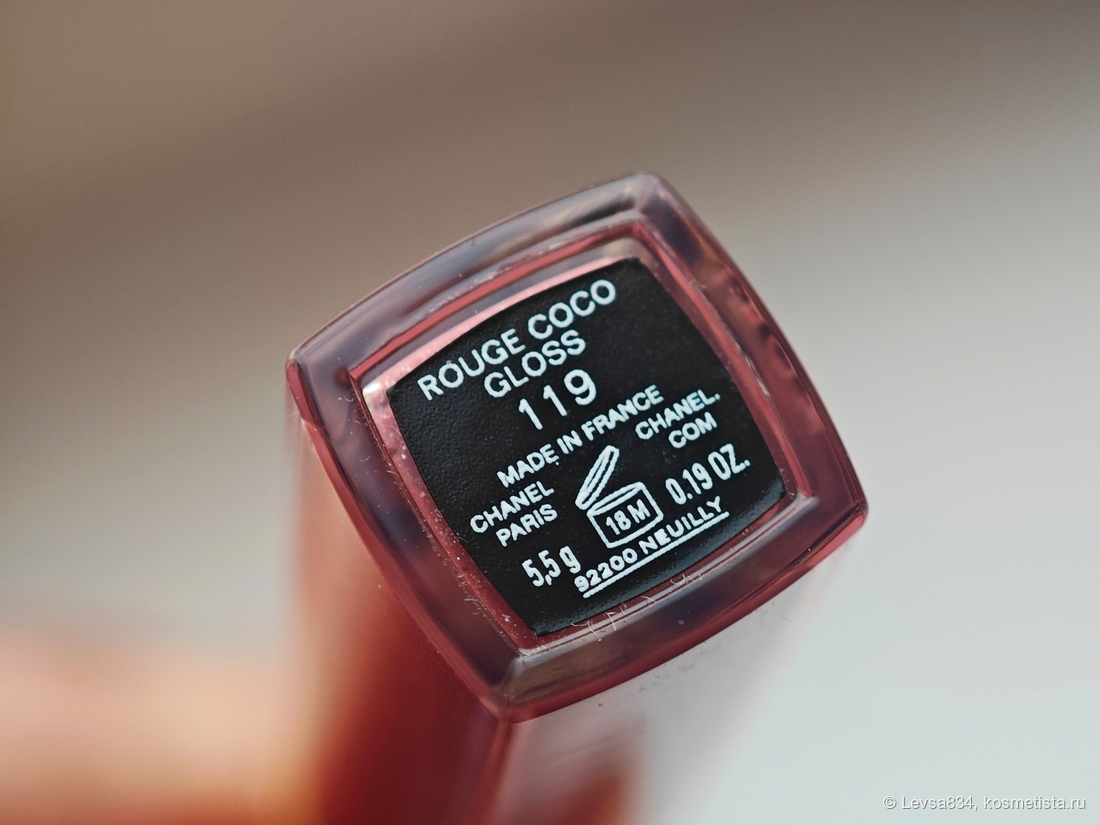 ROUGE COCO
GLOSS
119
MADE IN FRANCE
CHANEL
PARIS
CHANEL.
COM
18M
5,5 g
0.19 OZ.
92200 NEUILLY
© Levsa834, kosmetista.ru